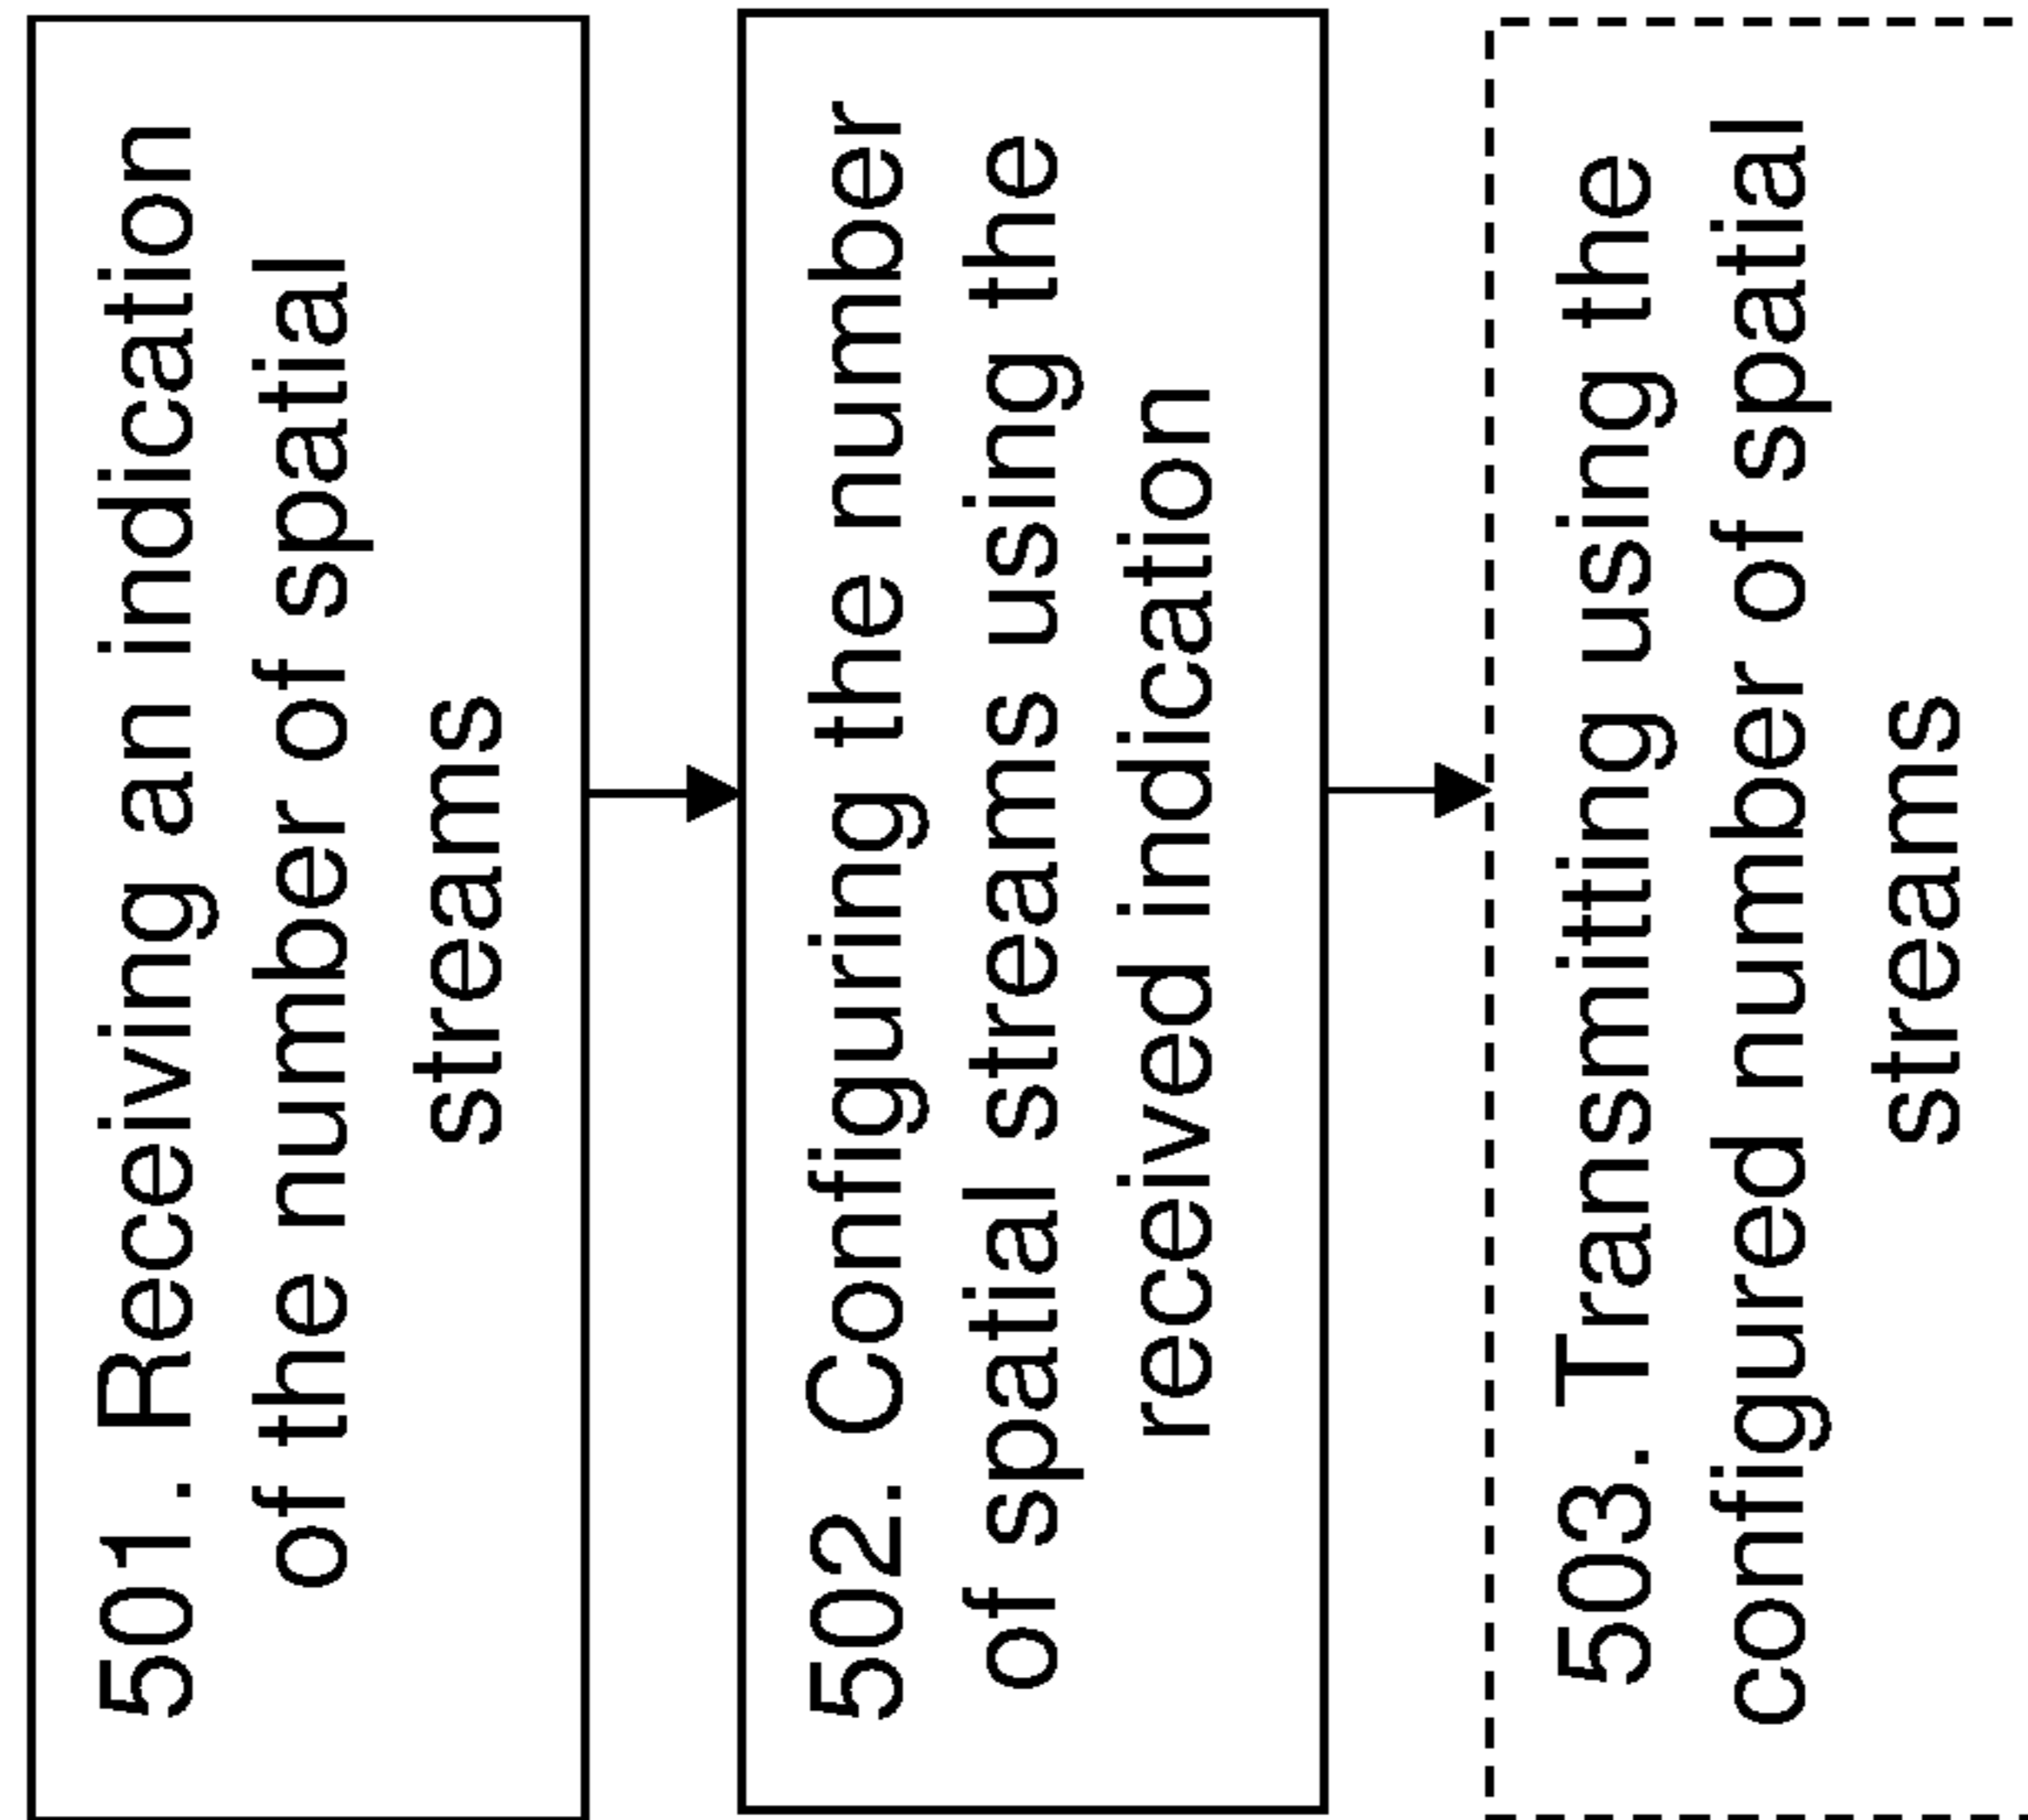 501. Receiving an indication
of the number of spatial
streams
502. Configuring the number
of spatial streams using the
received indication
503. Transmitting using the
configured number of spatial
streams